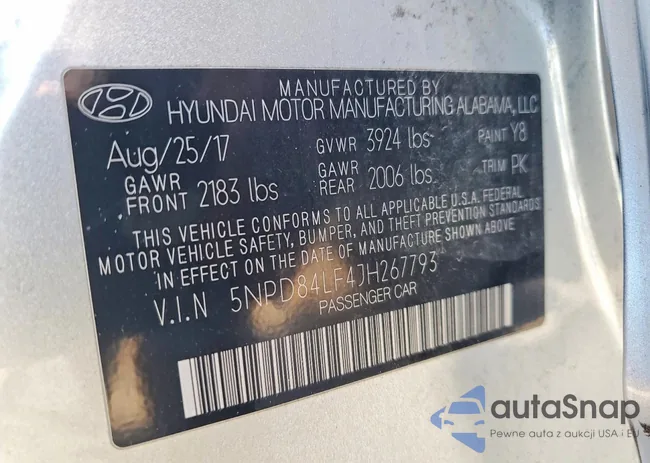 MANUFACTURED BY
HYUNDAI MOTOR MANUFACTURING ALABAMA, LLC
Aug/25/17 GVWR 3924 lbs PAINT Y8
GAWR FRONT 2183 lbs GAWR REAR 2006 lbs TRIM PK
THIS VEHICLE CONFORMS TO ALL APPLICABLE U.S.A. FEDERAL
MOTOR VEHICLE SAFETY, BUMPER, AND THEFT PREVENTION STANDARDS
IN EFFECT ON THE DATE OF MANUFACTURE SHOWN ABOVE.
V.I.N 5NPD84LF4JH267793
PASSENGER CAR
autaSnap
Pewne auta z aukcji USA i EU